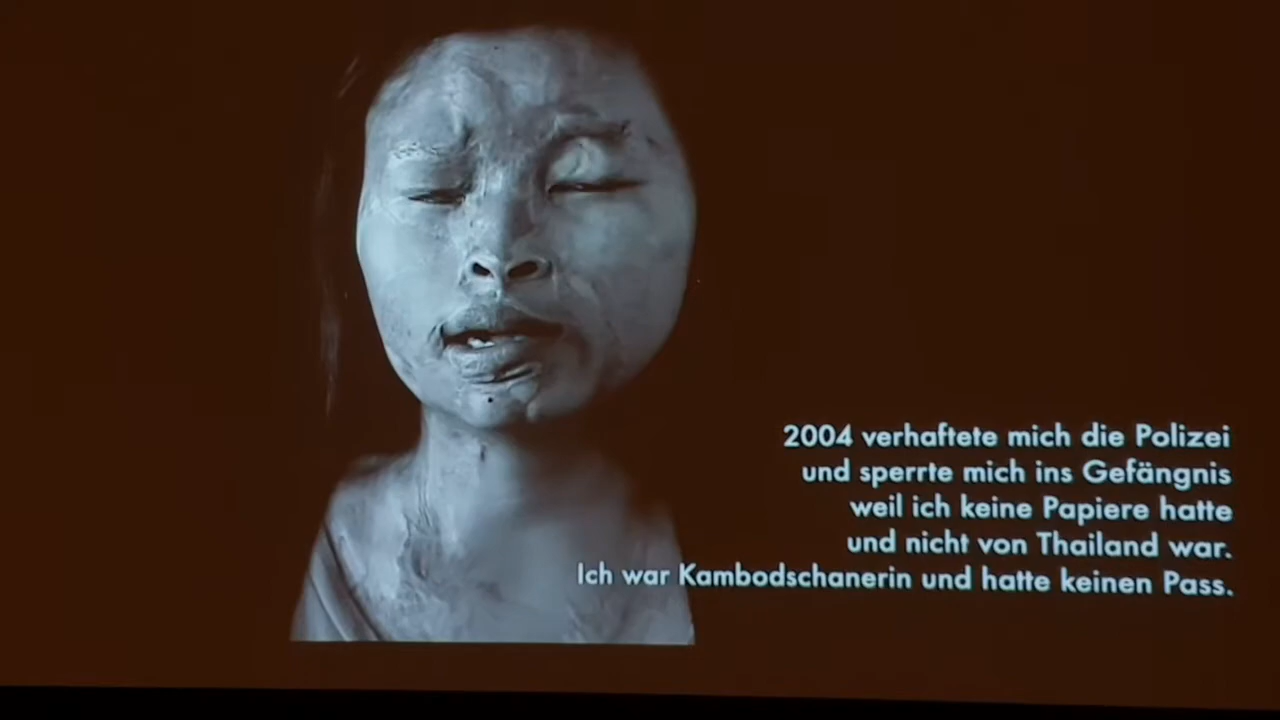 2004 verhaftete mich die Polizei
und sperrte mich ins Gefängnis
weil ich keine Papiere hatte
und nicht von Thailand war.
Ich war Kambodschanerin und hatte keinen Pass.